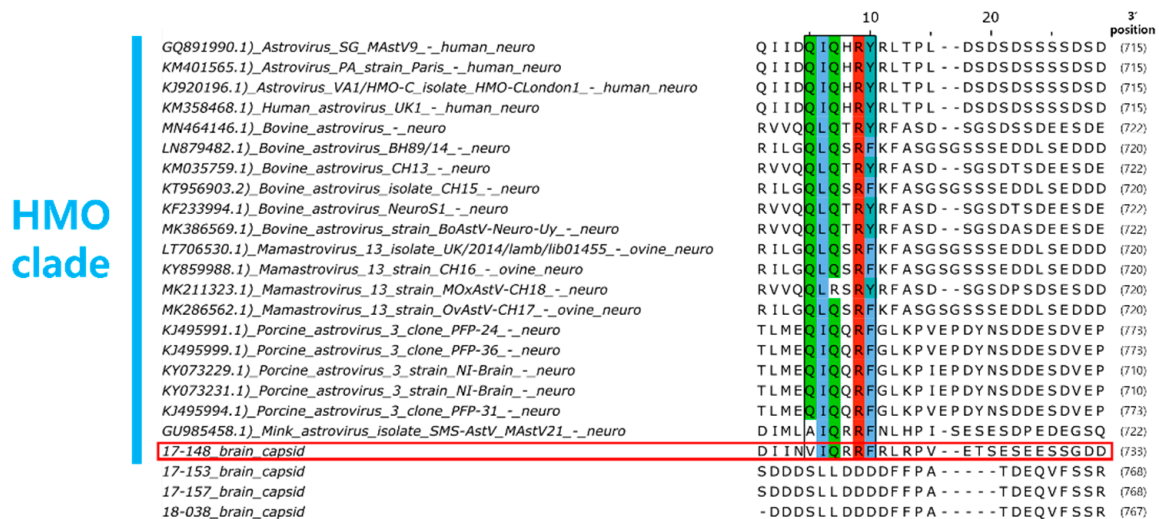 10 20 3´
position
HMO
clade
GQ891990.1)_Astrovirus_SG_MAstV9_-_human_neuro QIIDQIQHRYRLTPL--DSDSDSSSSDSD (715)
KM401565.1)_Astrovirus_PA_strain_Paris_-_human_neuro QIIDQIQHRYRLTPL--DSDSDSSSSDSD (715)
KJ920196.1)_Astrovirus_VA1/HMO-C_isolate_HMO-CLondon1_-_human_neuro QIIDQIQHRYRLTPL--DSDSDSSSSDSD (715)
KM358468.1)_Human_astrovirus_UK1_-_human_neuro QIIDQIQHRYRLTPL--DSDSDSSSSDSD (715)
MN464146.1)_Bovine_astrovirus_-_neuro RVVQQLQTRYRFASD--SGSDSSDEESDE (722)
LN879482.1)_Bovine_astrovirus_BH89/14_-_neuro RILGQLQSRFKFASGSGSSSEDDLSEDDD (720)
KM035759.1)_Bovine_astrovirus_CH13_-_neuro RVVQQLQTRYRFASD--SGSDTSDEESDE (722)
KT956903.2)_Bovine_astrovirus_isolate_CH15_-_neuro RILGQLQSRFKFASGSGSSSEDDLSEDDD (720)
KF233994.1)_Bovine_astrovirus_NeuroS1_-_neuro RVVQQLQTRYRFASD--SGSDTSDEESDE (722)
MK386569.1)_Bovine_astrovirus_strain_BoAstV-Neuro-Uy_-_neuro RVVQQLQTRYRFASD--SGSDASDEESDE (722)
LT706530.1)_Mamastrovirus_13_isolate_UK/2014/lamb/lib01455_-_ovine_neuro RILGQLQSRFKFASGSGSSSEDDLSEDDD (720)
KY859988.1)_Mamastrovirus_13_strain_CH16_-_ovine_neuro RILGQLQSRFKFASGSGSSSEDDLSEDDD (720)
MK211323.1)_Mamastrovirus_13_strain_MOxAstV-CH18_-_neuro RVVQQLRSRYRFASD--SGSDPSDSEDDE (720)
MK286562.1)_Mamastrovirus_13_strain_OvAstV-CH17_-_ovine_neuro RILGQLQSRFKFASGSGSSSEDDLSEDDD (720)
KJ495991.1)_Porcine_astrovirus_3_clone_PFP-24_-_neuro TLMEQIQQRFGLKPVEPDYNSDDESDVEP (773)
KJ495999.1)_Porcine_astrovirus_3_clone_PFP-36_-_neuro TLMEQIQQRFGLKPVEPDYNSDDESDVEP (773)
KY073229.1)_Porcine_astrovirus_3_strain_NI-Brain_-_neuro TLMEQIQQRFGLKPIEPDYNSDDESDVEP (710)
KY073231.1)_Porcine_astrovirus_3_strain_NI-Brain_-_neuro TLMEQIQQRFGLKPIEPDYNSDDESDVEP (710)
KJ495994.1)_Porcine_astrovirus_3_clone_PFP-31_-_neuro TLMEQIQQRFGLKPVEPDYNSDDESDVEP (773)
GU985458.1)_Mink_astrovirus_isolate_SMS-AstV_MAstV21_-_neuro DIMLAIQRRFNLHPI-SESESDPEDEGSQ (722)
17-148_brain_capsid DIINVIQRRFRLRPV--ETSESEESSGDD (733)
17-153_brain_capsid SDDDSLLDDDDFFPA-----TDEQVFSSR (768)
17-157_brain_capsid SDDDSLLDDDDFFPA-----TDEQVFSSR (768)
18-038_brain_capsid -DDDSLLDDDDFFPA-----TDEQVFSSR (767)